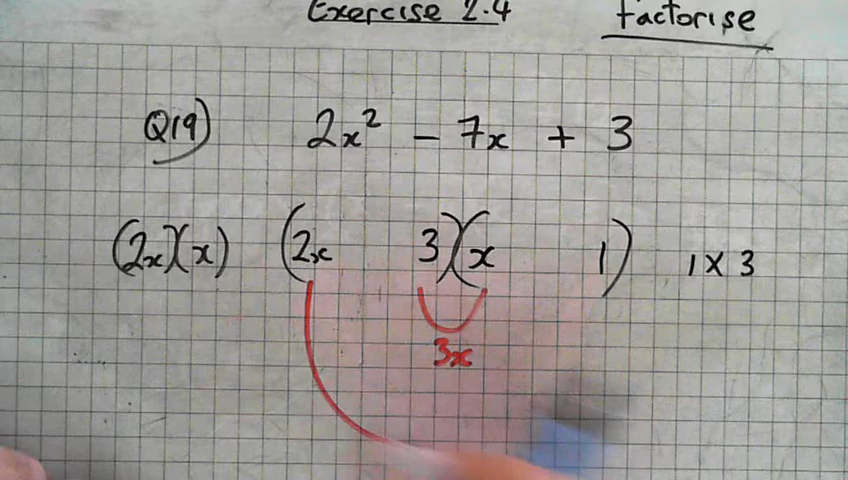 Exercise 2.4 factorise
Q19) 2x² - 7x + 3
(2x)(x) (2x 3)(x 1) 1 x 3
3x